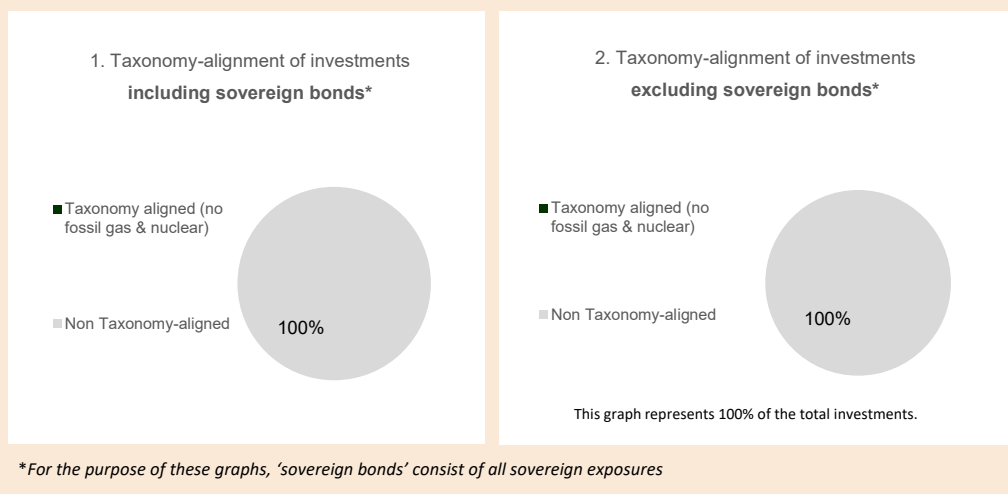 1. Taxonomy-alignment of investments
including sovereign bonds*
Taxonomy aligned (no
fossil gas & nuclear)
Non Taxonomy-aligned
100%
2. Taxonomy-alignment of investments
excluding sovereign bonds*
Taxonomy aligned (no
fossil gas & nuclear)
Non Taxonomy-aligned
100%
This graph represents 100% of the total investments.
*For the purpose of these graphs, ‘sovereign bonds’ consist of all sovereign exposures